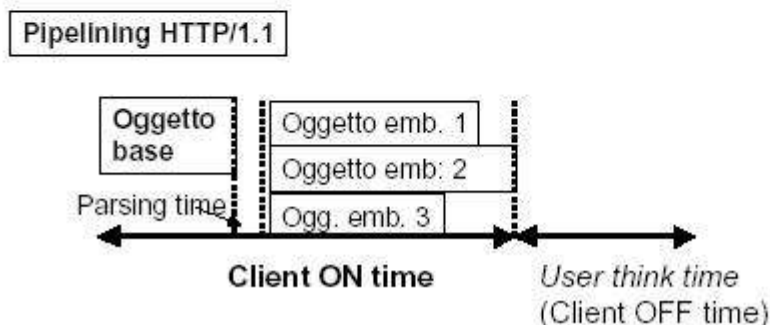 Pipelining HTTP/1.1
Oggetto
base
Oggetto emb. 1
Oggetto emb: 2
Ogg. emb. 3
Parsing time
Client ON time
User think time
(Client OFF time)